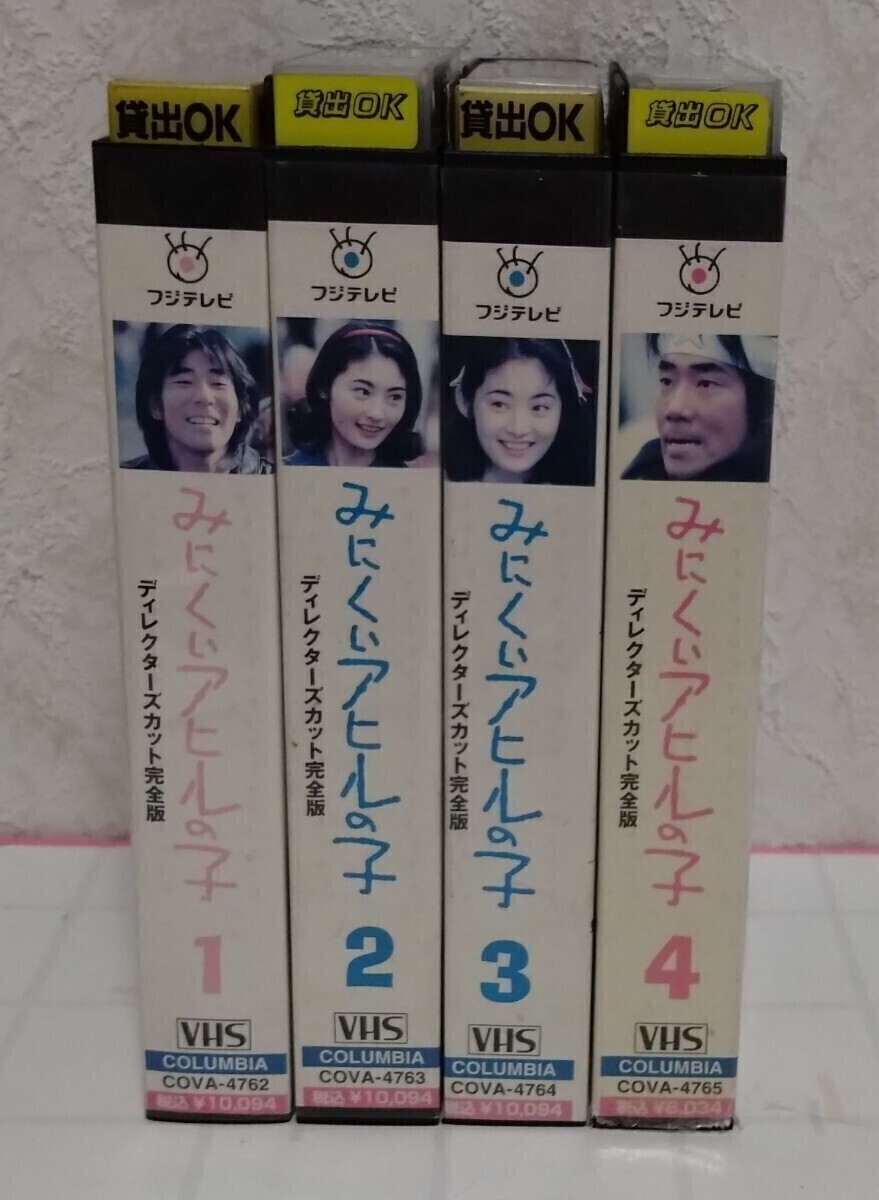 貸出OK
フジテレビ
みにくいアヒルの子
ディレクターズカット完全版
1
VHS
COLUMBIA
COVA-4762
税込 ¥10,094
貸出OK
フジテレビ
みにくいアヒルの子
ディレクターズカット完全版
2
VHS
COLUMBIA
COVA-4763
税込 ¥10,094
貸出OK
フジテレビ
みにくいアヒルの子
ディレクターズカット完全版
3
VHS
COLUMBIA
COVA-4764
税込 ¥10,094
貸出OK
フジテレビ
みにくいアヒルの子
ディレクターズカット完全版
4
VHS
COLUMBIA
COVA-4765
税込 ¥8,034